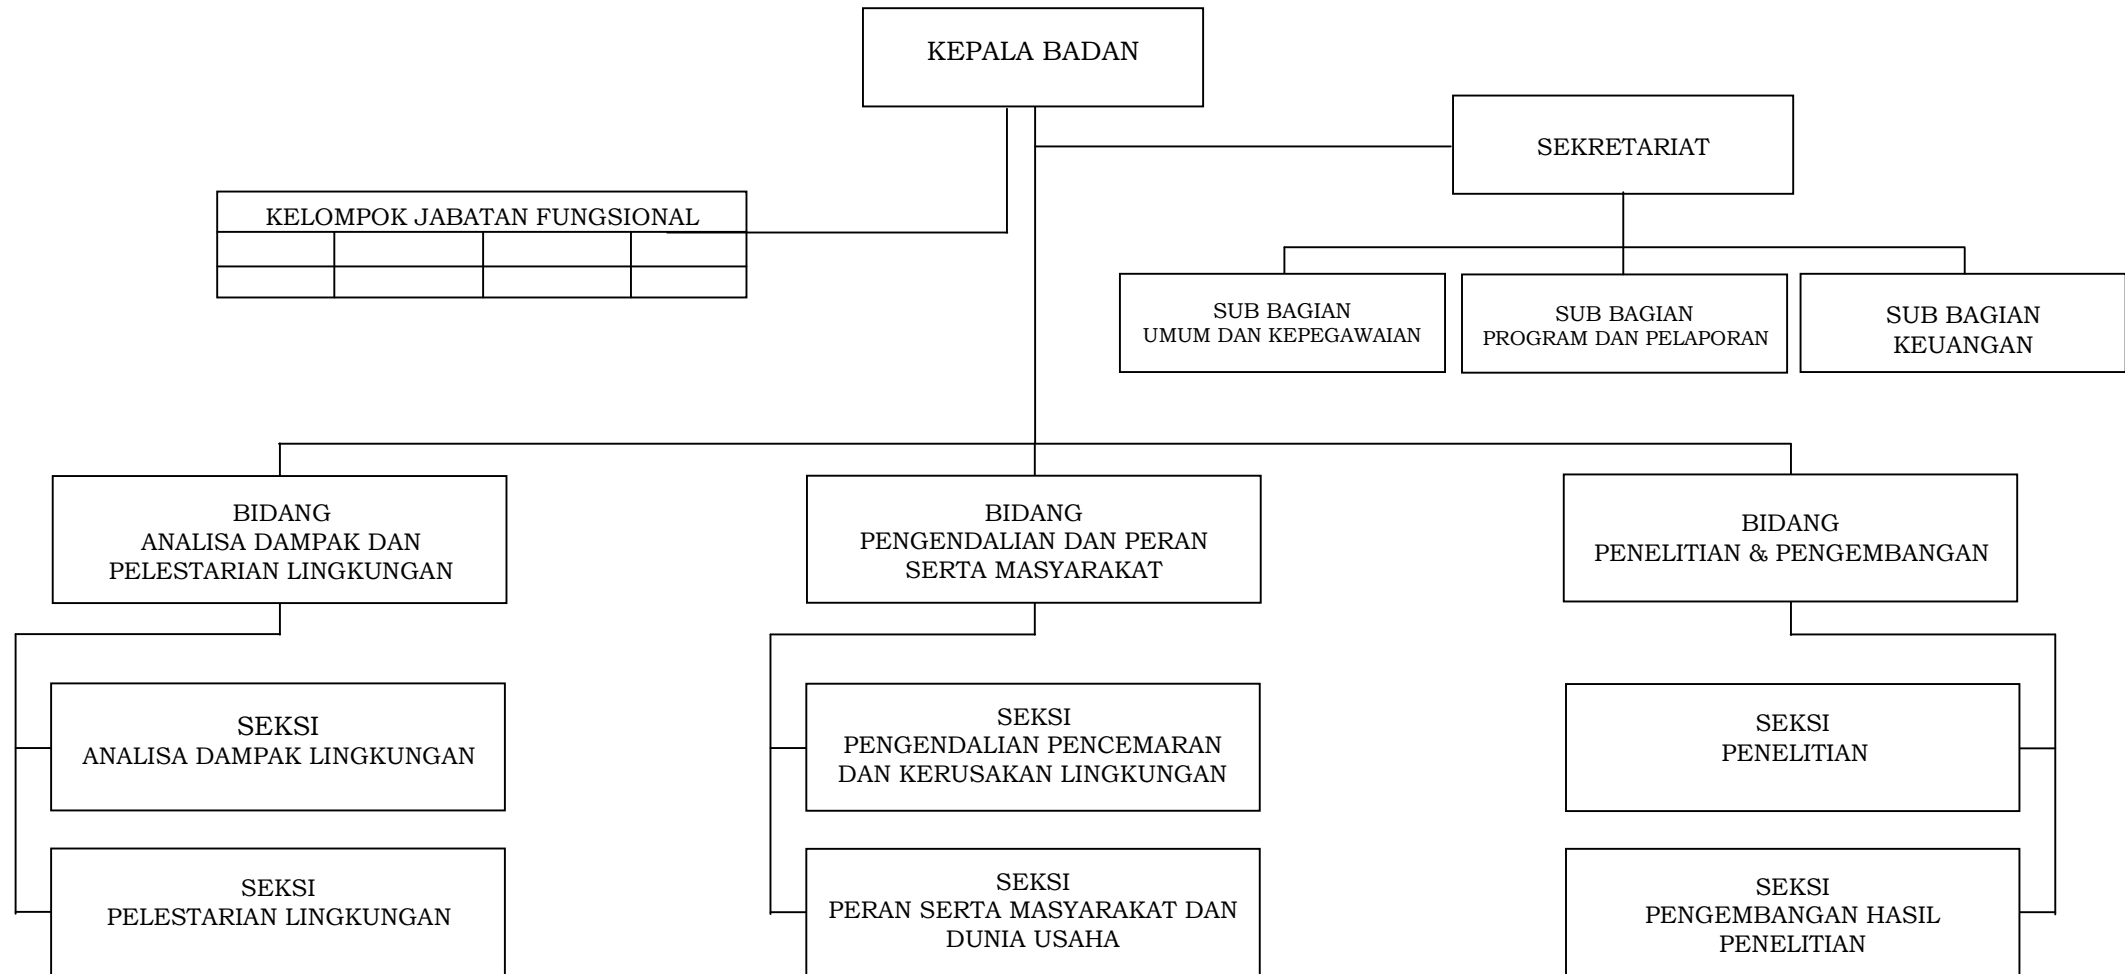 KEPALA BADAN
SEKRETARIAT
KELOMPOK JABATAN FUNGSIONAL
SUB BAGIAN
UMUM DAN KEPEGAWAIAN
SUB BAGIAN
PROGRAM DAN PELAPORAN
SUB BAGIAN
KEUANGAN
BIDANG
ANALISA DAMPAK DAN
PELESTARIAN LINGKUNGAN
BIDANG
PENGENDALIAN DAN PERAN
SERTA MASYARAKAT
BIDANG
PENELITIAN & PENGEMBANGAN
SEKSI
ANALISA DAMPAK LINGKUNGAN
SEKSI
PENGENDALIAN PENCEMARAN
DAN KERUSAKAN LINGKUNGAN
SEKSI
PENELITIAN
SEKSI
PELESTARIAN LINGKUNGAN
SEKSI
PERAN SERTA MASYARAKAT DAN
DUNIA USAHA
SEKSI
PENGEMBANGAN HASIL
PENELITIAN